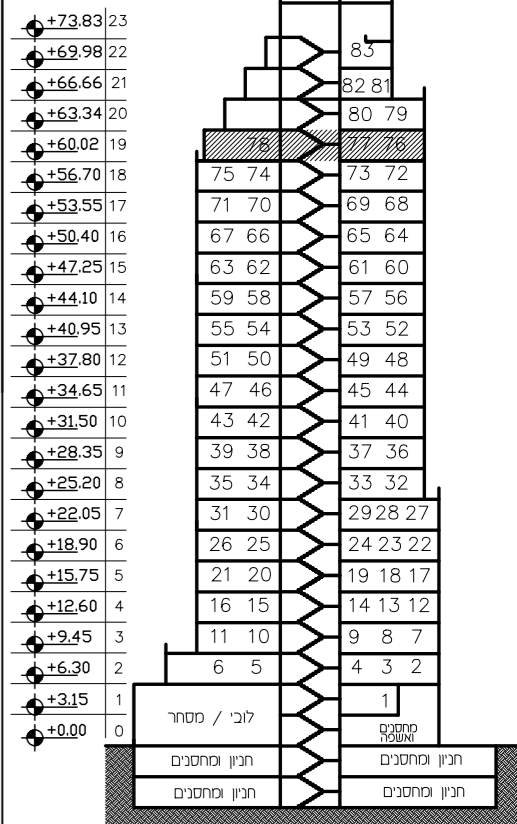 +73.83 23
+69.98 22 83
+66.66 21 82 81
+63.34 20 80 79
+60.02 19 78 77 76
+56.70 18 75 74 73 72
+53.55 17 71 70 69 68
+50.40 16 67 66 65 64
+47.25 15 63 62 61 60
+44.10 14 59 58 57 56
+40.95 13 55 54 53 52
+37.80 12 51 50 49 48
+34.65 11 47 46 45 44
+31.50 10 43 42 41 40
+28.35 9 39 38 37 36
+25.20 8 35 34 33 32
+22.05 7 31 30 29 28 27
+18.90 6 26 25 24 23 22
+15.75 5 21 20 19 18 17
+12.60 4 16 15 14 13 12
+9.45 3 11 10 9 8 7
+6.30 2 6 5 4 3 2
+3.15 1 1
לובי / מסחר
+0.00 0
מחסנים
ואשפה
חניון ומחסנים חניון ומחסנים
חניון ומחסנים חניון ומחסנים